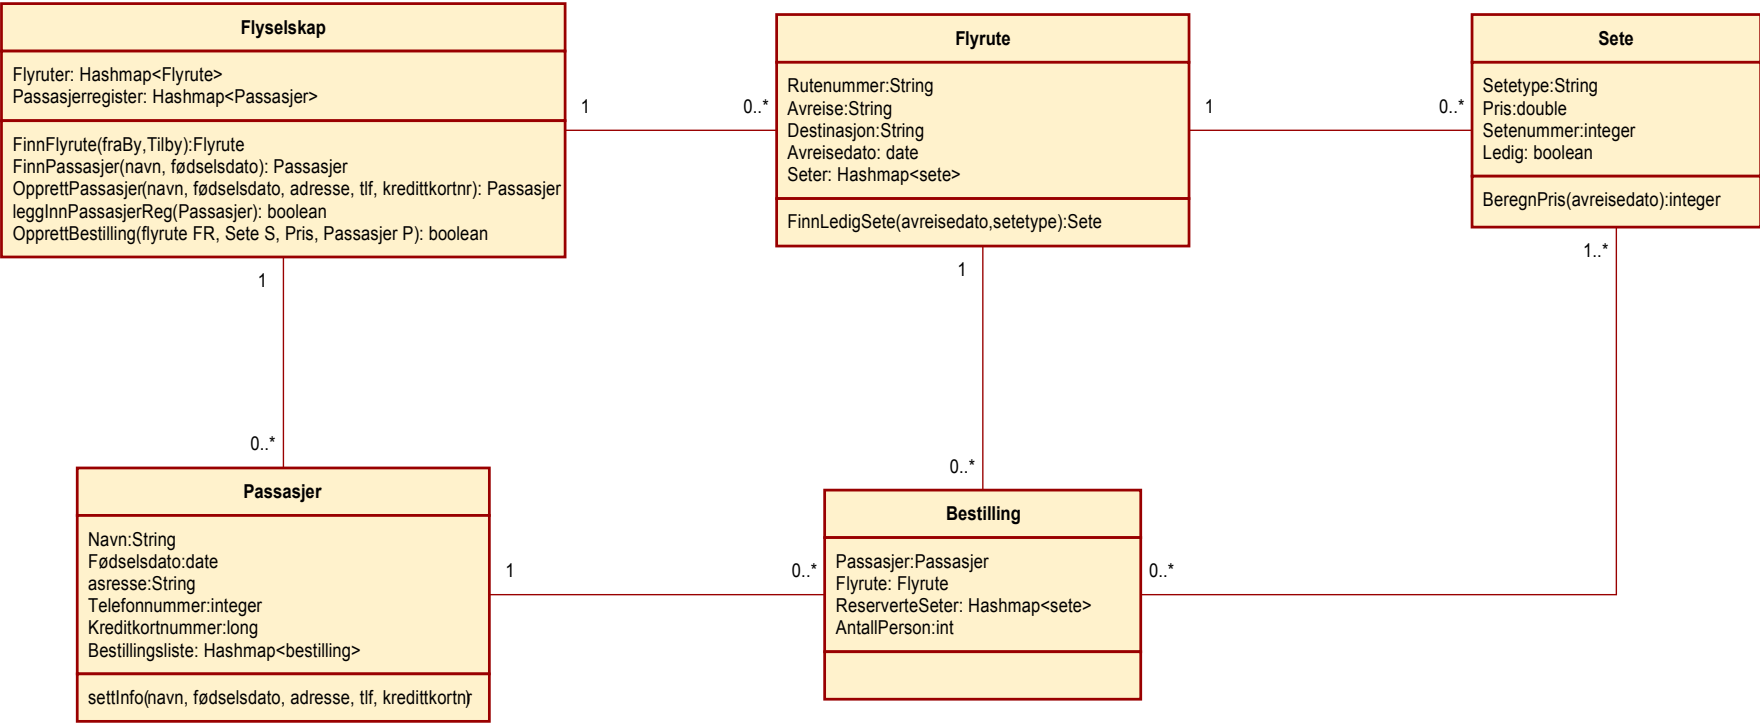 Flyselskap
Flyruter: Hashmap<Flyrute>
Passasjerregister: Hashmap<Passasjer>
FinnFlyrute(fraBy,Tilby):Flyrute
FinnPassasjer(navn, fødselsdato): Passasjer
OpprettPassasjer(navn, fødselsdato, adresse, tlf, kredittkortnr): Passasjer
leggInnPassasjerReg(Passasjer): boolean
OpprettBestilling(flyrute FR, Sete S, Pris, Passasjer P): boolean
1
0..*
Flyrute
Rutenummer:String
Avreise:String
Destinasjon:String
Avreisedato: date
Seter: Hashmap<sete>
FinnLedigSete(avreisedato,setetype):Sete
1
0..*
Sete
Setetype:String
Pris:double
Setenummer:integer
Ledig: boolean
BeregnPris(avreisedato):integer
1
0..*
1
0..*
1..*
0..*
Passasjer
Navn:String
Fødselsdato:date
asresse:String
Telefonnummer:integer
Kreditkortnummer:long
Bestillingsliste: Hashmap<bestilling>
settInfo(navn, fødselsdato, adresse, tlf, kredittkortnr)
1
0..*
Bestilling
Passasjer:Passasjer
Flyrute: Flyrute
ReserverteSeter: Hashmap<sete>
AntallPerson:int